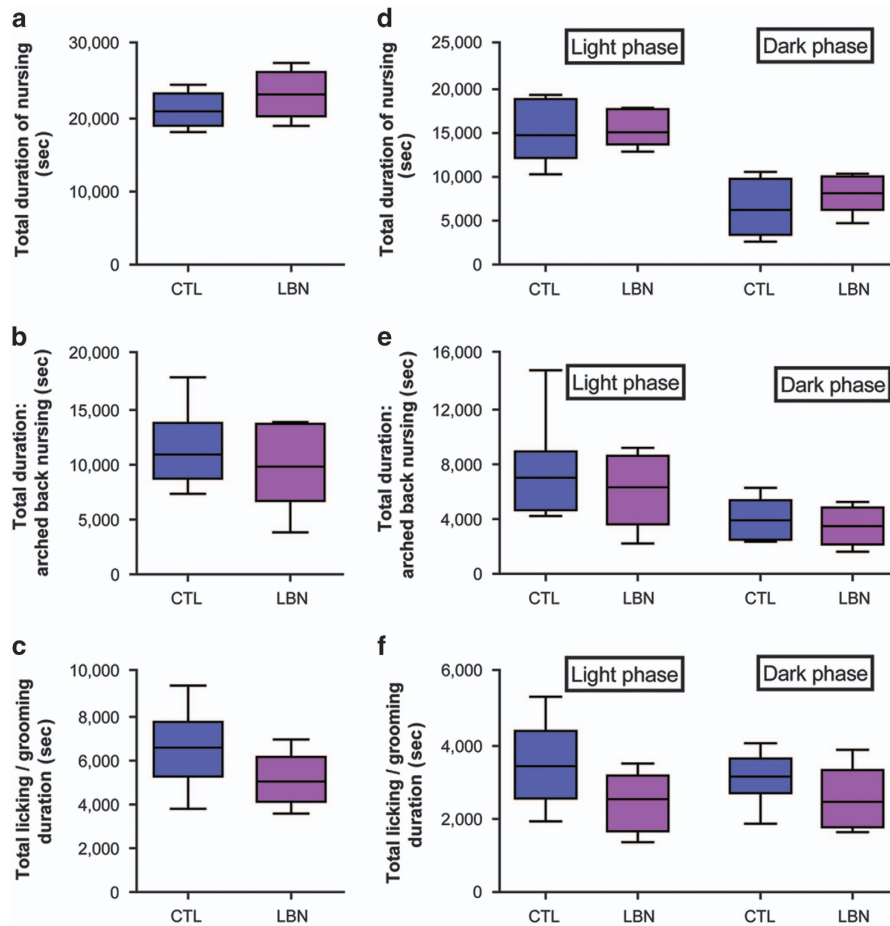 a
Total duration of nursing
(sec)
30,000
20,000
10,000
0
CTL LBN
d
Total duration of nursing
(sec)
25,000
20,000
15,000
10,000
5,000
0
Light phase
Dark phase
CTL LBN CTL LBN
b
Total duration:
arched back nursing (sec)
20,000
15,000
10,000
5,000
0
CTL LBN
e
Total duration:
arched back nursing (sec)
16,000
12,000
8,000
4,000
0
Light phase
Dark phase
CTL LBN CTL LBN
c
Total licking / grooming
duration (sec)
10,000
8,000
6,000
4,000
2,000
0
CTL LBN
f
Total licking / grooming
duration (sec)
6,000
4,000
2,000
0
Light phase
Dark phase
CTL LBN CTL LBN